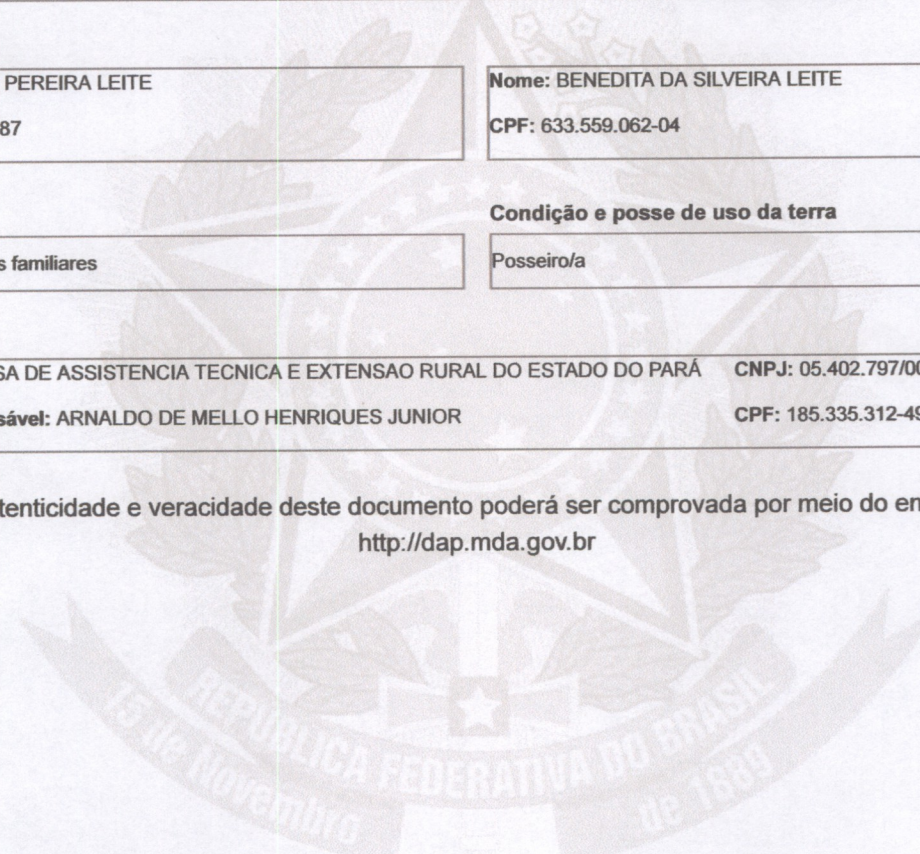 PEREIRA LEITE
Nome: BENEDITA DA SILVEIRA LEITE
87
CPF: 633.559.062-04
Condição e posse de uso da terra
s familiares
Posseiro/a
SA DE ASSISTENCIA TECNICA E EXTENSAO RURAL DO ESTADO DO PARÁ CNPJ: 05.402.797/00
sável: ARNALDO DE MELLO HENRIQUES JUNIOR CPF: 185.335.312-49
tenticidade e veracidade deste documento poderá ser comprovada por meio do en
http://dap.mda.gov.br
REPÚBLICA FEDERATIVA DO BRASIL
15 de Novembro de 1889